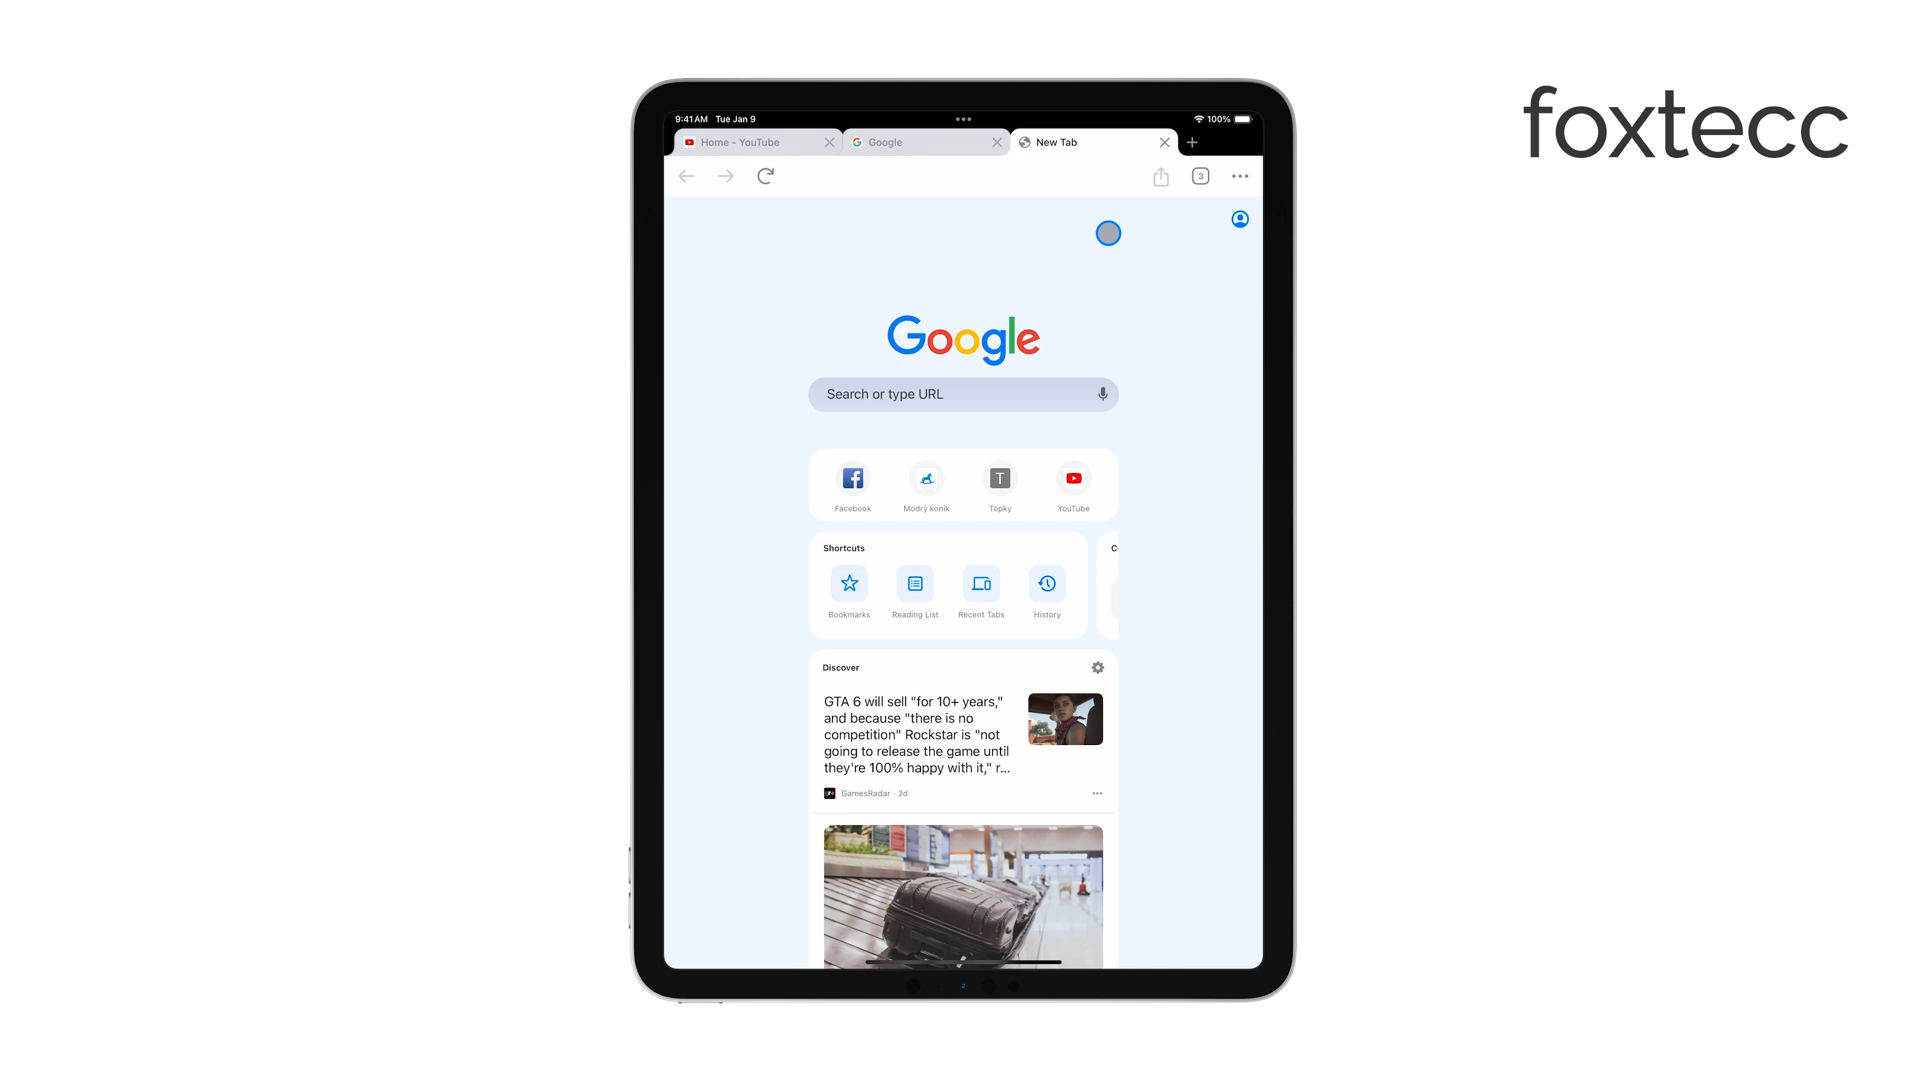 foxtecc
9:41 AM Tue Jan 9
100%
Home - YouTube
Google
New Tab
3
Google
Search or type URL
T
Facebook
Modrý koník
Topky
YouTube
Shortcuts
Bookmarks
Reading List
Recent Tabs
History
Discover
GTA 6 will sell "for 10+ years,"
and because "there is no
competition" Rockstar is "not
going to release the game until
they're 100% happy with it," r...
GamesRadar · 2d